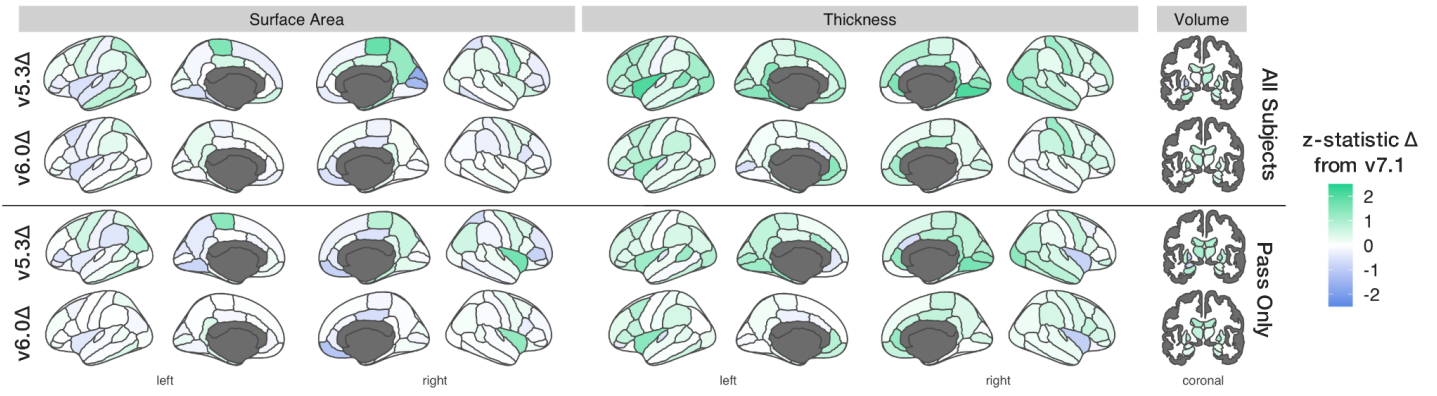 Surface Area
Thickness
Volume
v5.3Δ
v6.0Δ
All Subjects
v5.3Δ
v6.0Δ
Pass Only
left
right
left
right
coronal
z-statistic Δ
from v7.1
2
1
0
-1
-2